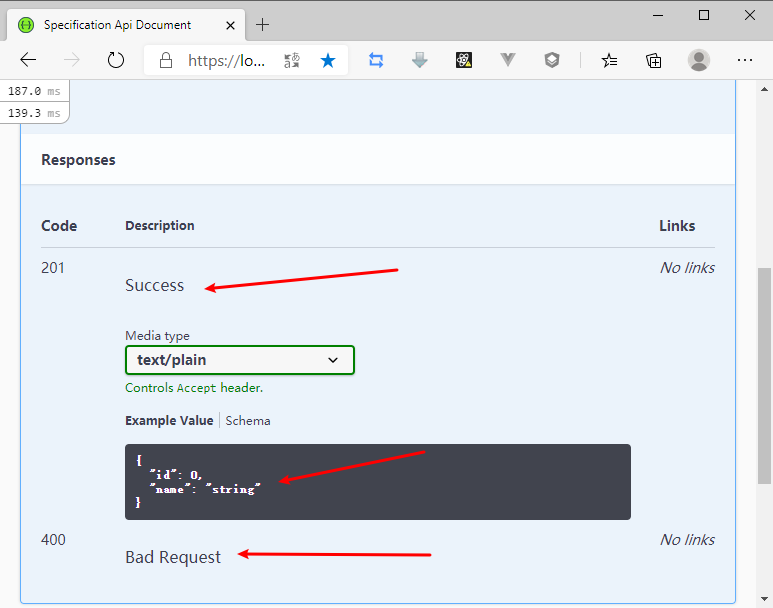 Specification Api Document
https://lo...
187.0 ms
139.3 ms
Responses
Code Description Links
201 Success No links
Media type
text/plain
Controls Accept header.
Example Value Schema
{
"id": 0,
"name": "string"
}
400 Bad Request No links